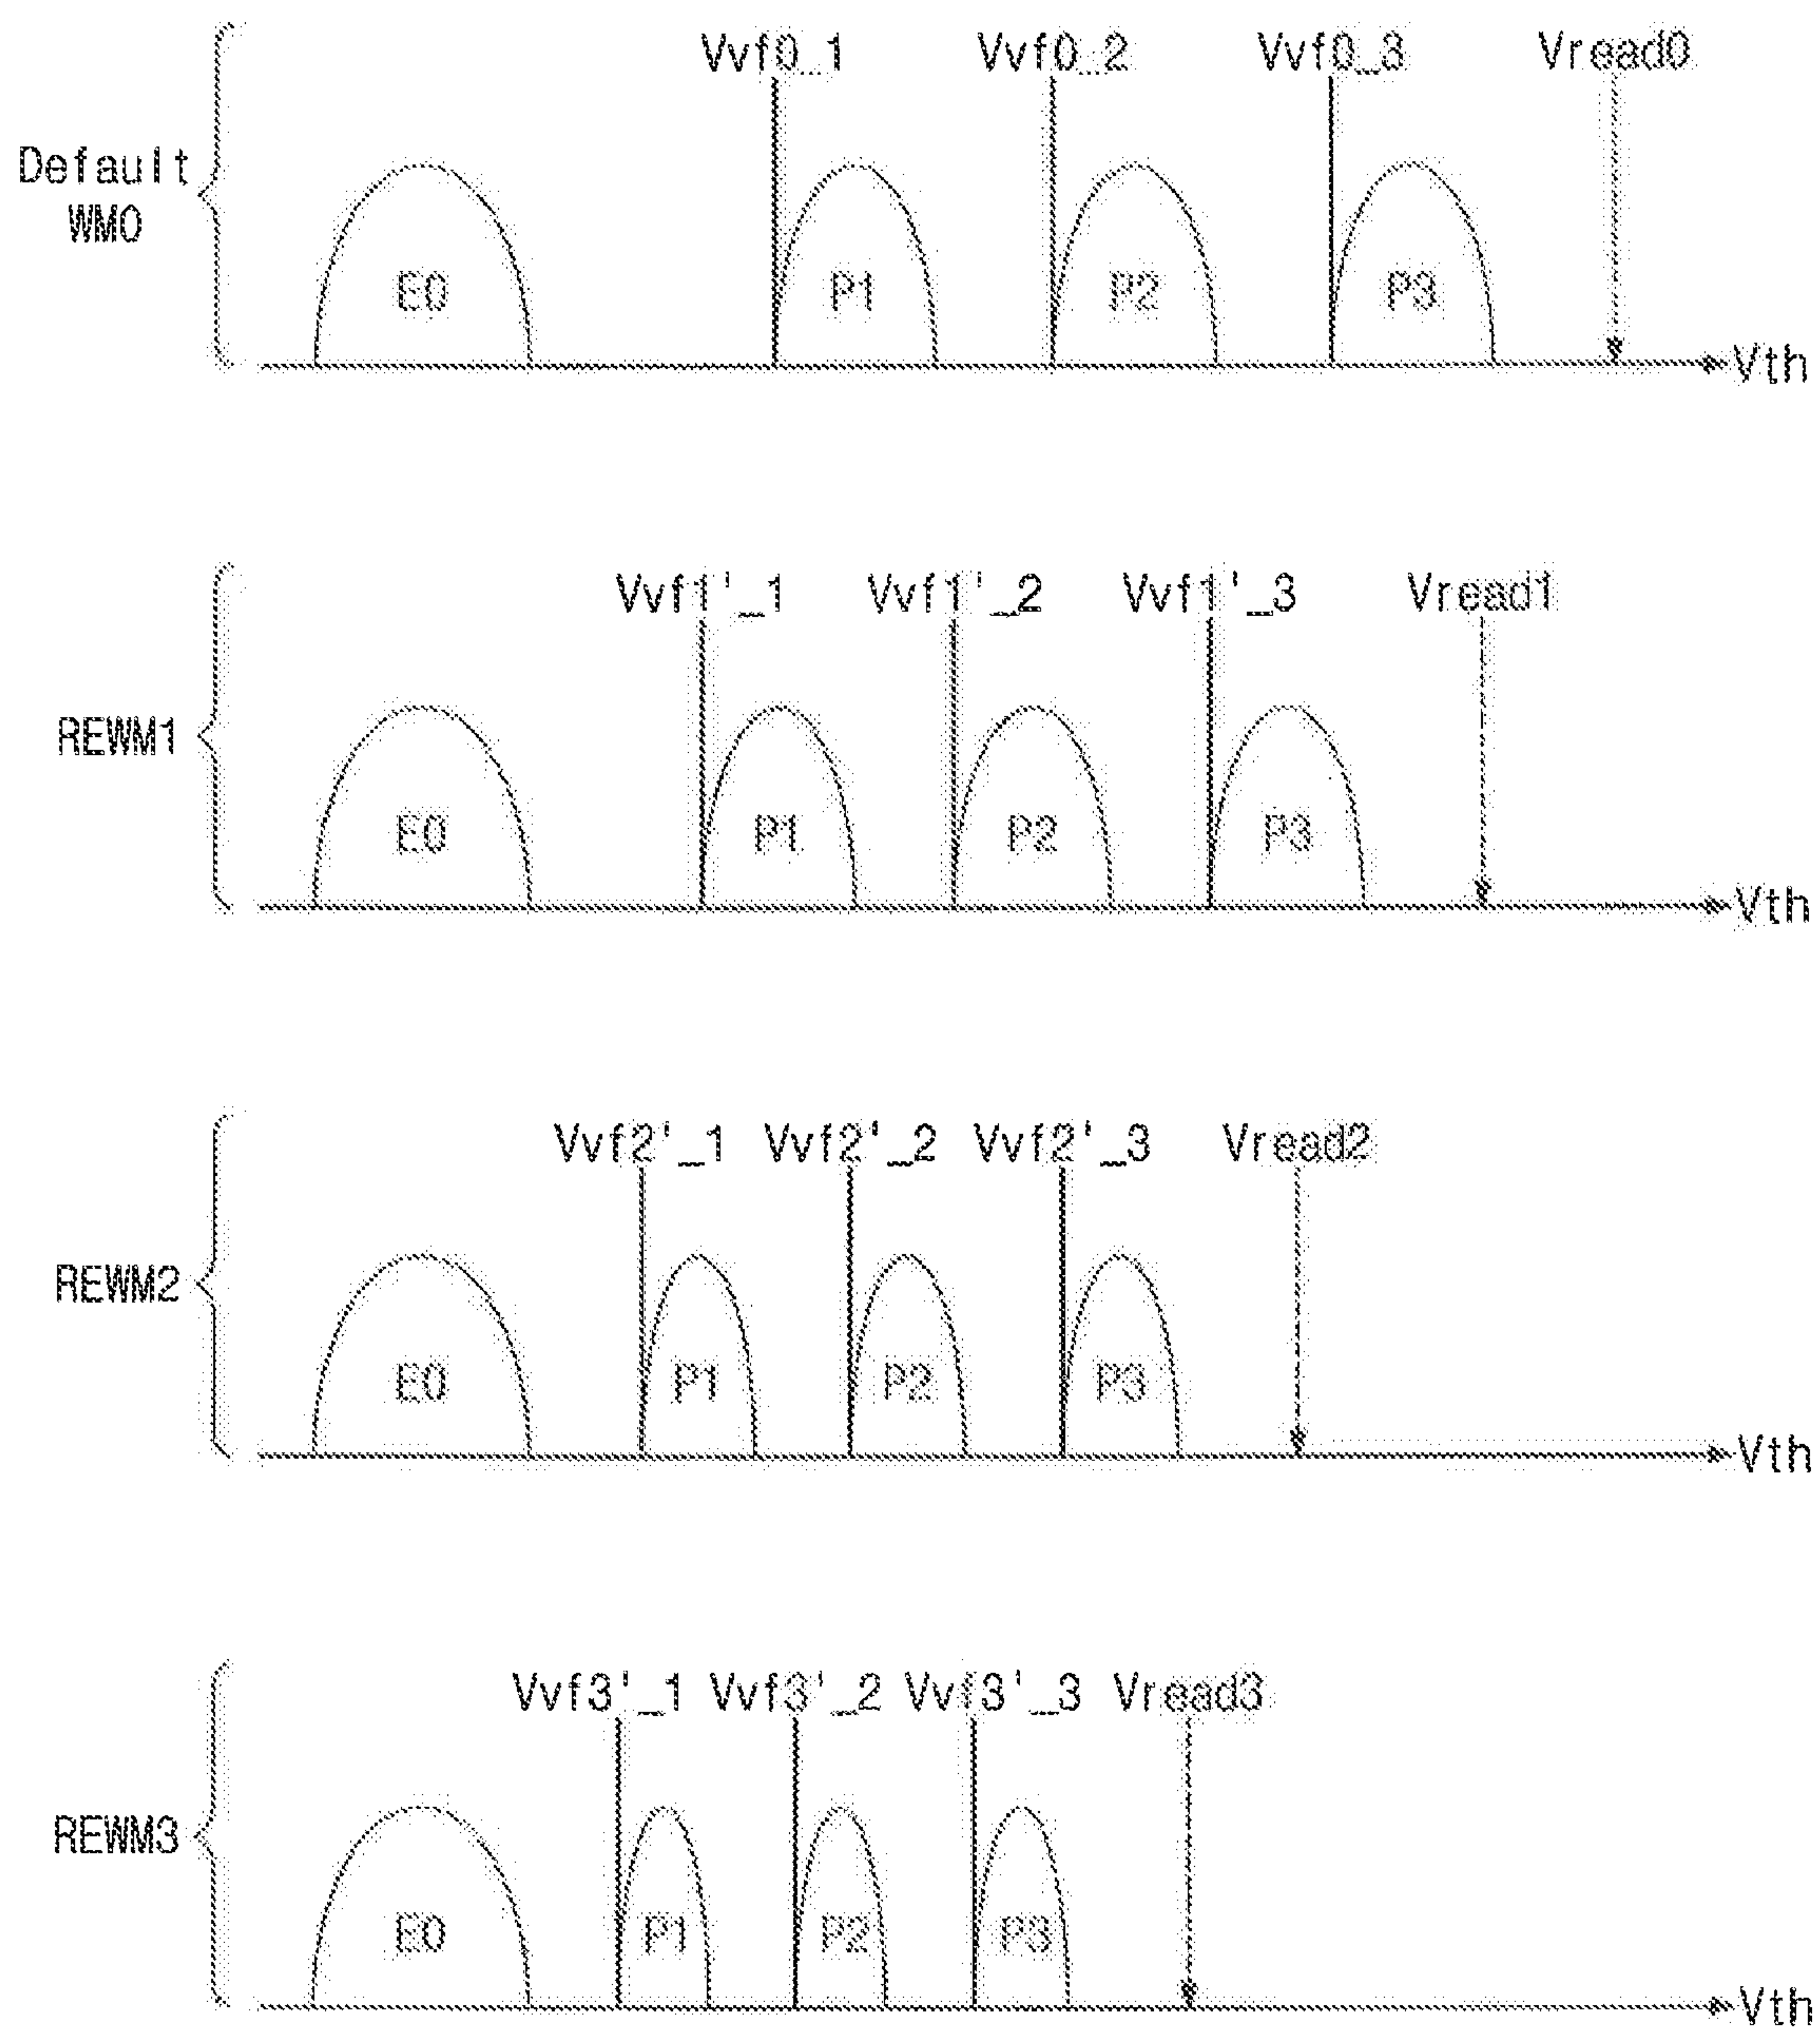 Vvf0_1 Vvf0_2 Vvf0_3 Vread0
Default
WM0
E0 P1 P2 P3
Vth
Vvf1'_1 Vvf1'_2 Vvf1'_3 Vread1
REWM1
E0 P1 P2 P3
Vth
Vvf2'_1 Vvf2'_2 Vvf2'_3 Vread2
REWM2
E0 P1 P2 P3
Vth
Vvf3'_1 Vvf3'_2 Vvf3'_3 Vread3
REWM3
E0 P1 P2 P3
Vth